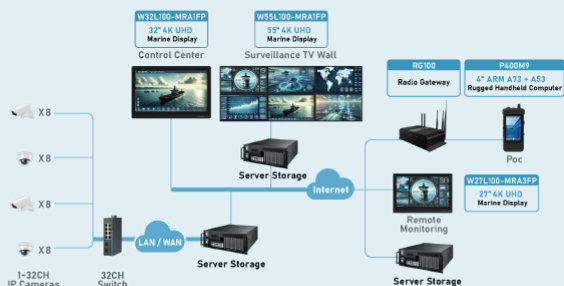 W32L100-MRA1FP
32" 4K UHD
Marine Display
Control Center
W55L100-MRA1FP
55" 4K UHD
Marine Display
Surveillance TV Wall
RG100
Radio Gateway
P400M9
4" ARM A73 + A53
Rugged Handheld Computer
Poc
X8
X8
X8
X8
Server Storage
Internet
W27L100-MRA3FP
27" 4K UHD
Marine Display
Remote
Monitoring
LAN / WAN
Server Storage
Server Storage
1-32CH
IP Cameras
32CH
Switch